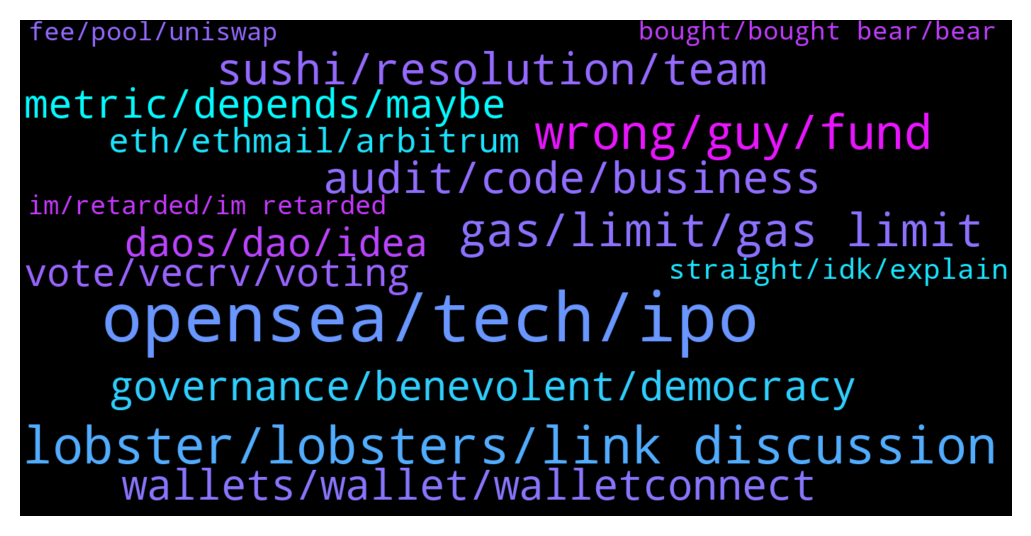 fee/pool/uniswap
bought/bought bear/bear
sushi/resolution/team
metric/depends/maybe
eth/ethmail/arbitrum
wrong/guy/fund
audit/code/business
im/retarded/im retarded
daos/dao/idea
gas/limit/gas limit
vote/vecrv/voting
straight/idk/explain
opensea/tech/ipo
governance/benevolent/democracy
lobster/lobsters/link discussion
wallets/wallet/walletconnect